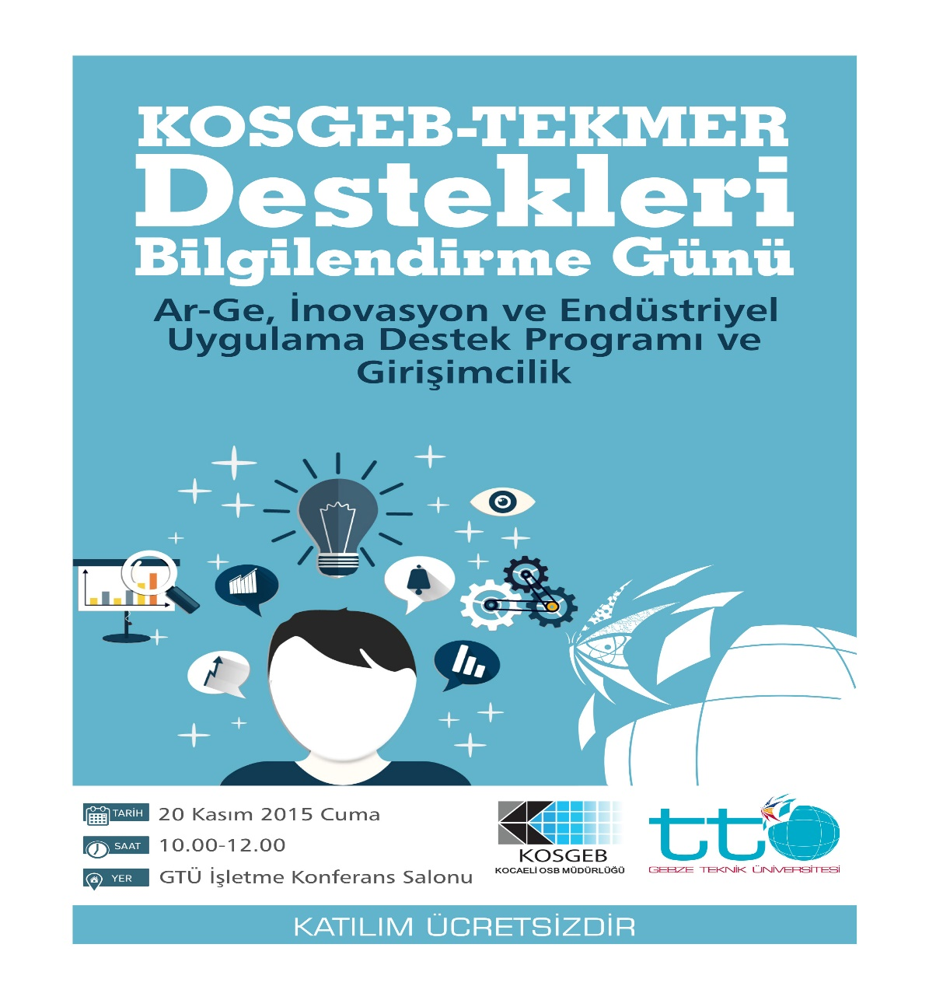 KOSGEB-TEKMER
Destekleri
Bilgilendirme Günü
Ar-Ge, İnovasyon ve Endüstriyel
Uygulama Destek Programı ve
Girişimcilik
TARİH 20 Kasım 2015 Cuma
SAAT 10.00-12.00
YER GTÜ İşletme Konferans Salonu
KOSGEB
KOCAELİ OSB MÜDÜRLÜĞÜ
tto
GEBZE TEKNİK ÜNİVERSİTESİ
KATILIM ÜCRETSİZDİR